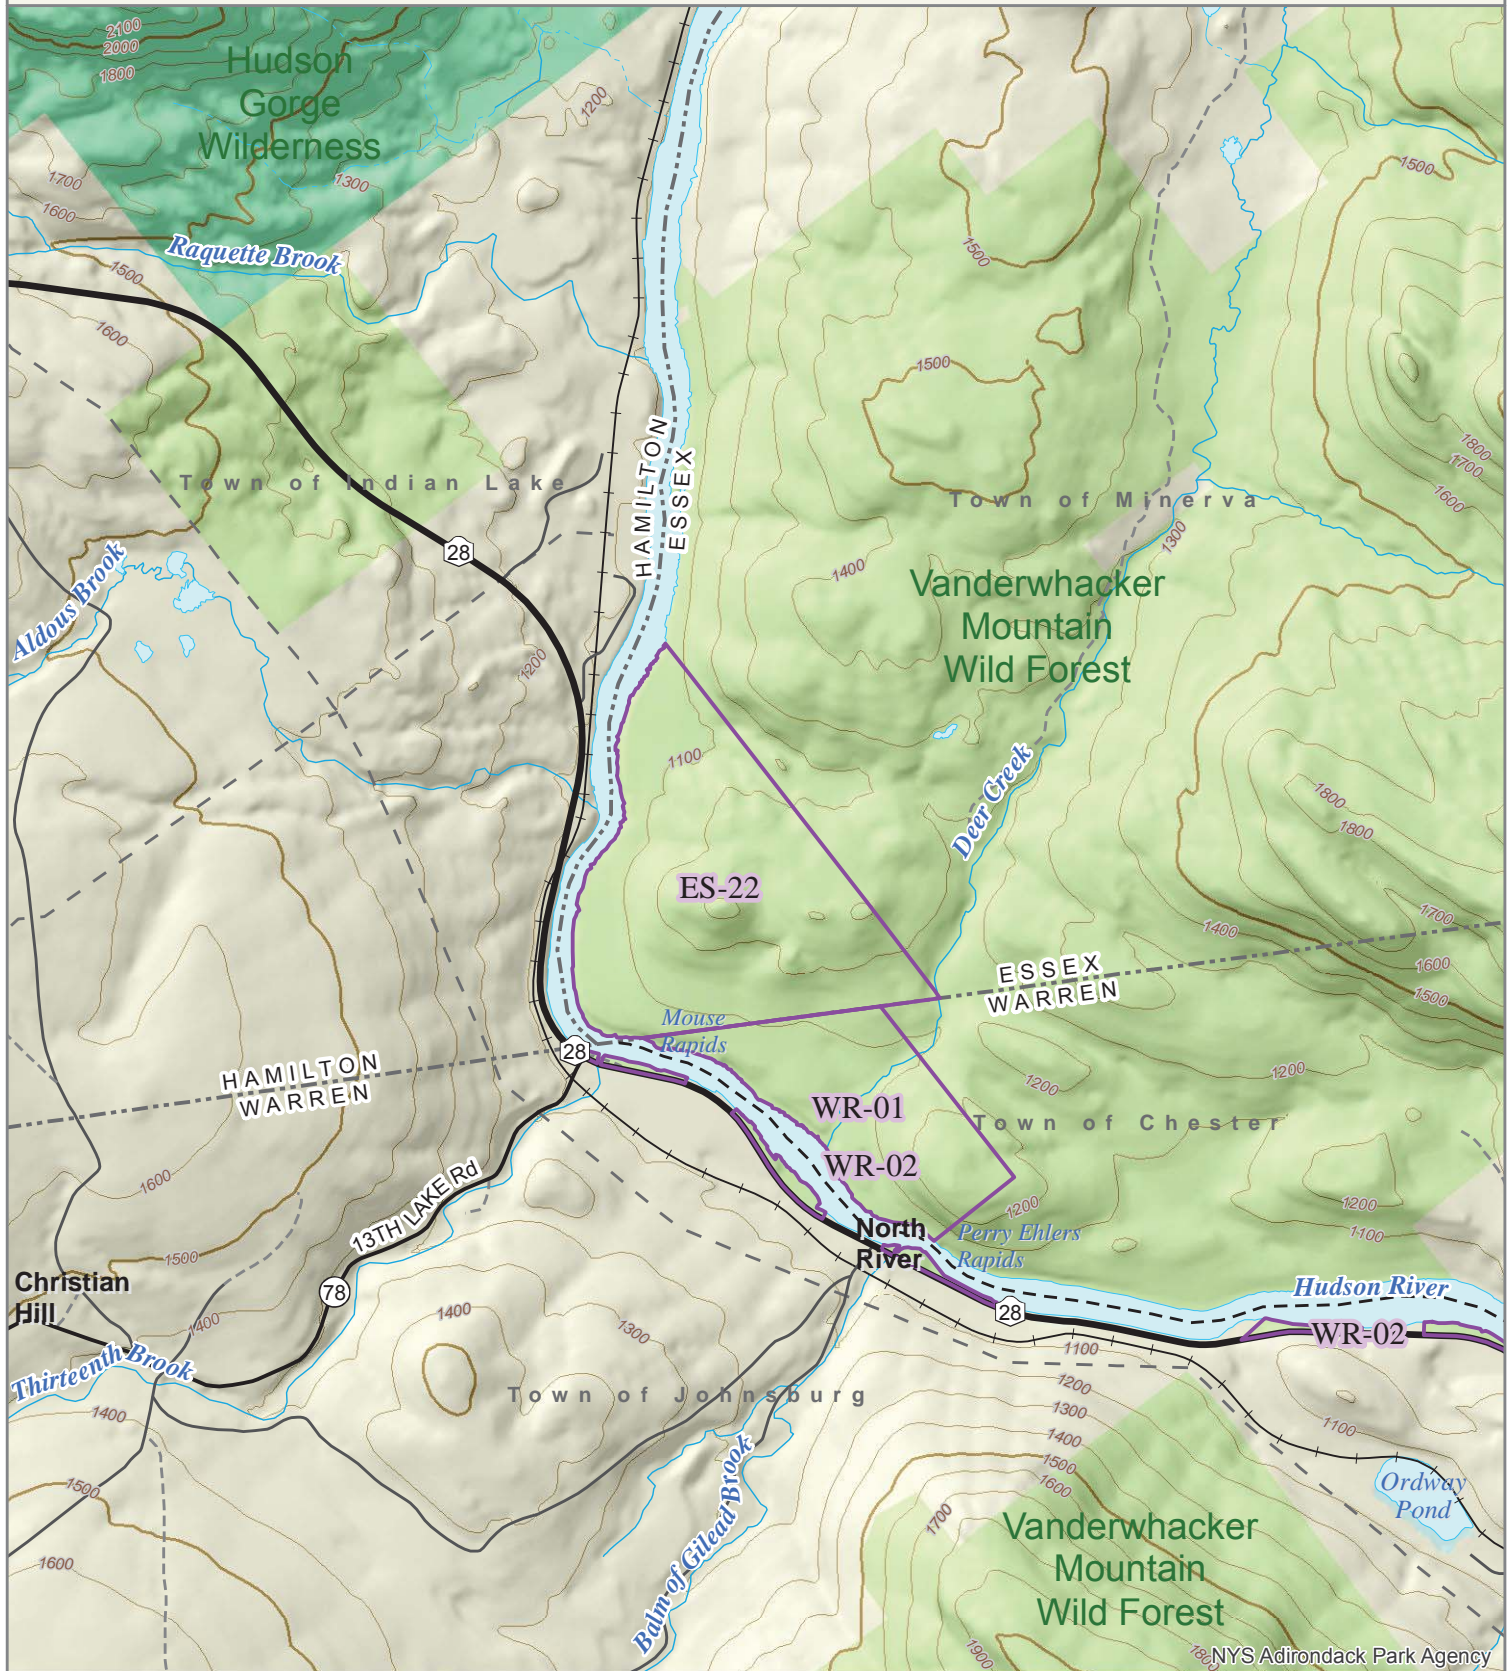 2100
2000
1800
Hudson
Gorge
Wilderness
1200
1700
1300
1600
Raquette Brook
1500
1600
1500
1500
1500
HAMILTON
ESSEX
Town of Indian Lake
28
Town of Minerva
1800
1700
1600
1300
1400
Vanderwhacker
Mountain
Wild Forest
Aldous Brook
1200
1100
Deer Creek
1800
1800
ES-22
1700
1400
1600
1500
ESSEX
WARREN
Mouse
Rapids
28
HAMILTON
WARREN
1200
1200
WR-01
Town of Chester
WR-02
1600
13TH LAKE Rd
1200
1200
1100
North
River
Perry Ehlers
Rapids
1500
Christian
Hill
78
Hudson River
28
WR-02
1400
1400
1300
1100
Thirteenth Brook
Town of Johnsburg
1400
1200
1300
1400
1500
1600
1100
1500
Balm of Gilead Brook
Ordway
Pond
1700
Vanderwhacker
Mountain
Wild Forest
1600
1900
1800
NYS Adirondack Park Agency